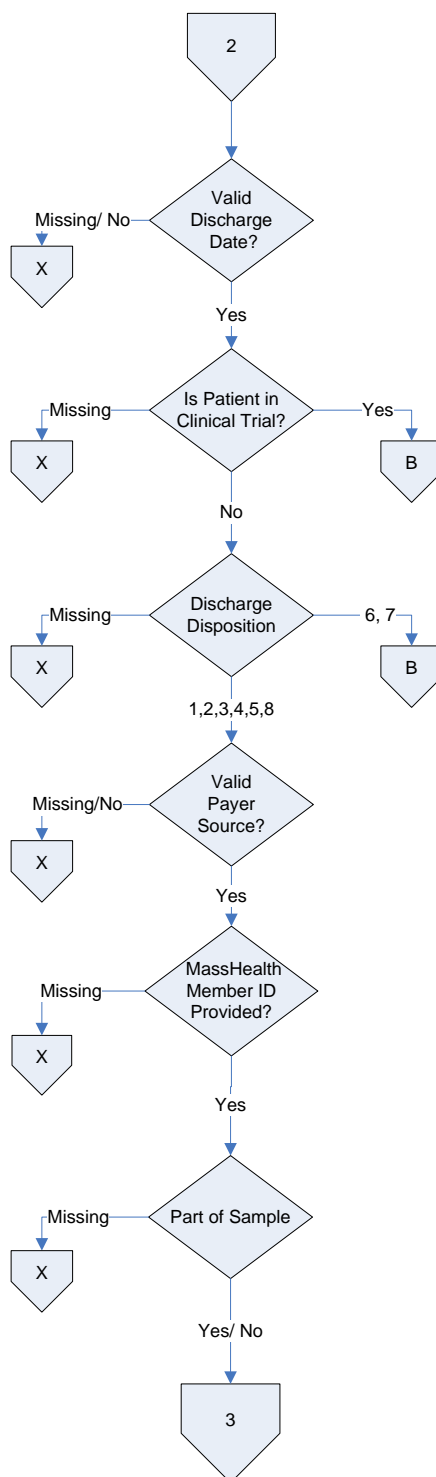 2
Valid
Discharge
Date?
Missing/ No
X
Yes
Is Patient in
Clinical Trial?
Missing
Yes
X
B
No
Discharge
Disposition
Missing
6, 7
X
B
1,2,3,4,5,8
Valid
Payer
Source?
Missing/No
X
Yes
MassHealth
Member ID
Provided?
Missing
X
Yes
Part of Sample
Missing
X
Yes/ No
3